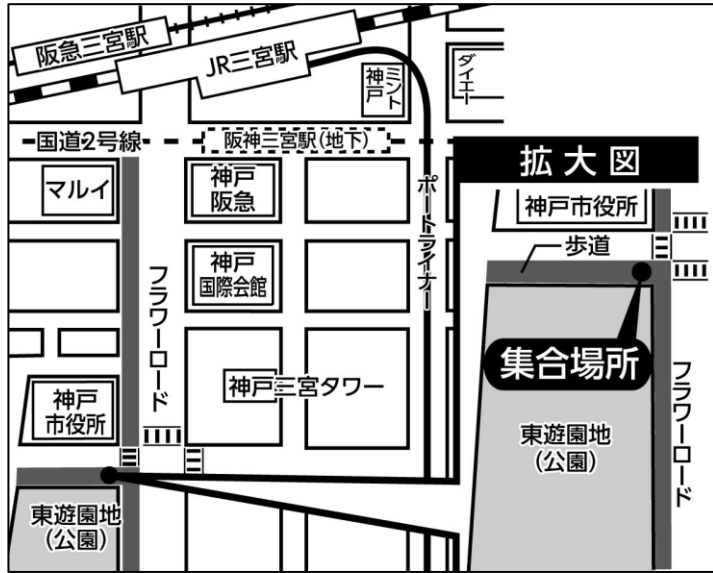 阪急三宮駅
JR三宮駅
ミント
神戸
ダイエー
国道2号線
阪神三宮駅(地下)
マルイ
神戸
阪急
ポートライナー
フラワーロード
神戸
国際会館
神戸三宮タワー
神戸
市役所
東遊園地
(公園)
拡大図
神戸市役所
歩道
集合場所
東遊園地
(公園)
フラワーロード